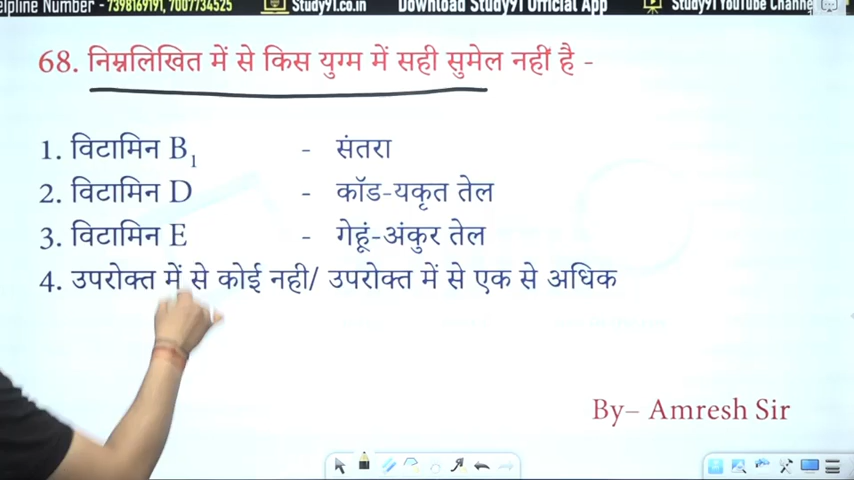 elpline Number - 7398169191, 7007734525 Study91.co.in Download Study91 Official App Study91 YouTube Channe
68. निम्नलिखित में से किस युग्म में सही सुमेल नहीं है -
1. विटामिन B1 - संतरा
2. विटामिन D - कॉड-यकृत तेल
3. विटामिन E - गेहूं-अंकुर तेल
4. उपरोक्त में से कोई नही/ उपरोक्त में से एक से अधिक
By– Amresh Sir